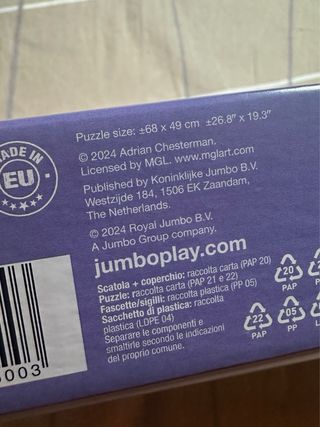 Puzzle size: ±68 x 49 cm ±26.8" x 19.3"
© 2024 Adrian Chesterman.
Licensed by MGL. www.mglart.com
Published by Koninklijke Jumbo B.V.
Westzijde 184, 1506 EK Zaandam,
The Netherlands.
© 2024 Royal Jumbo B.V.
A Jumbo Group company.
jumboplay.com
Scatola + coperchio: raccolta carta (PAP 20)
Puzzle: raccolta carta (PAP 21 e 22)
Fascette/sigilli: raccolta plastica (PP 05)
Sacchetto di plastica: raccolta
plastica (LDPE 04)
Separare le componenti e
smaltirle secondo le indicazioni
del proprio comune.
MADE IN
EU
20
PAP
22
PAP
05
PP